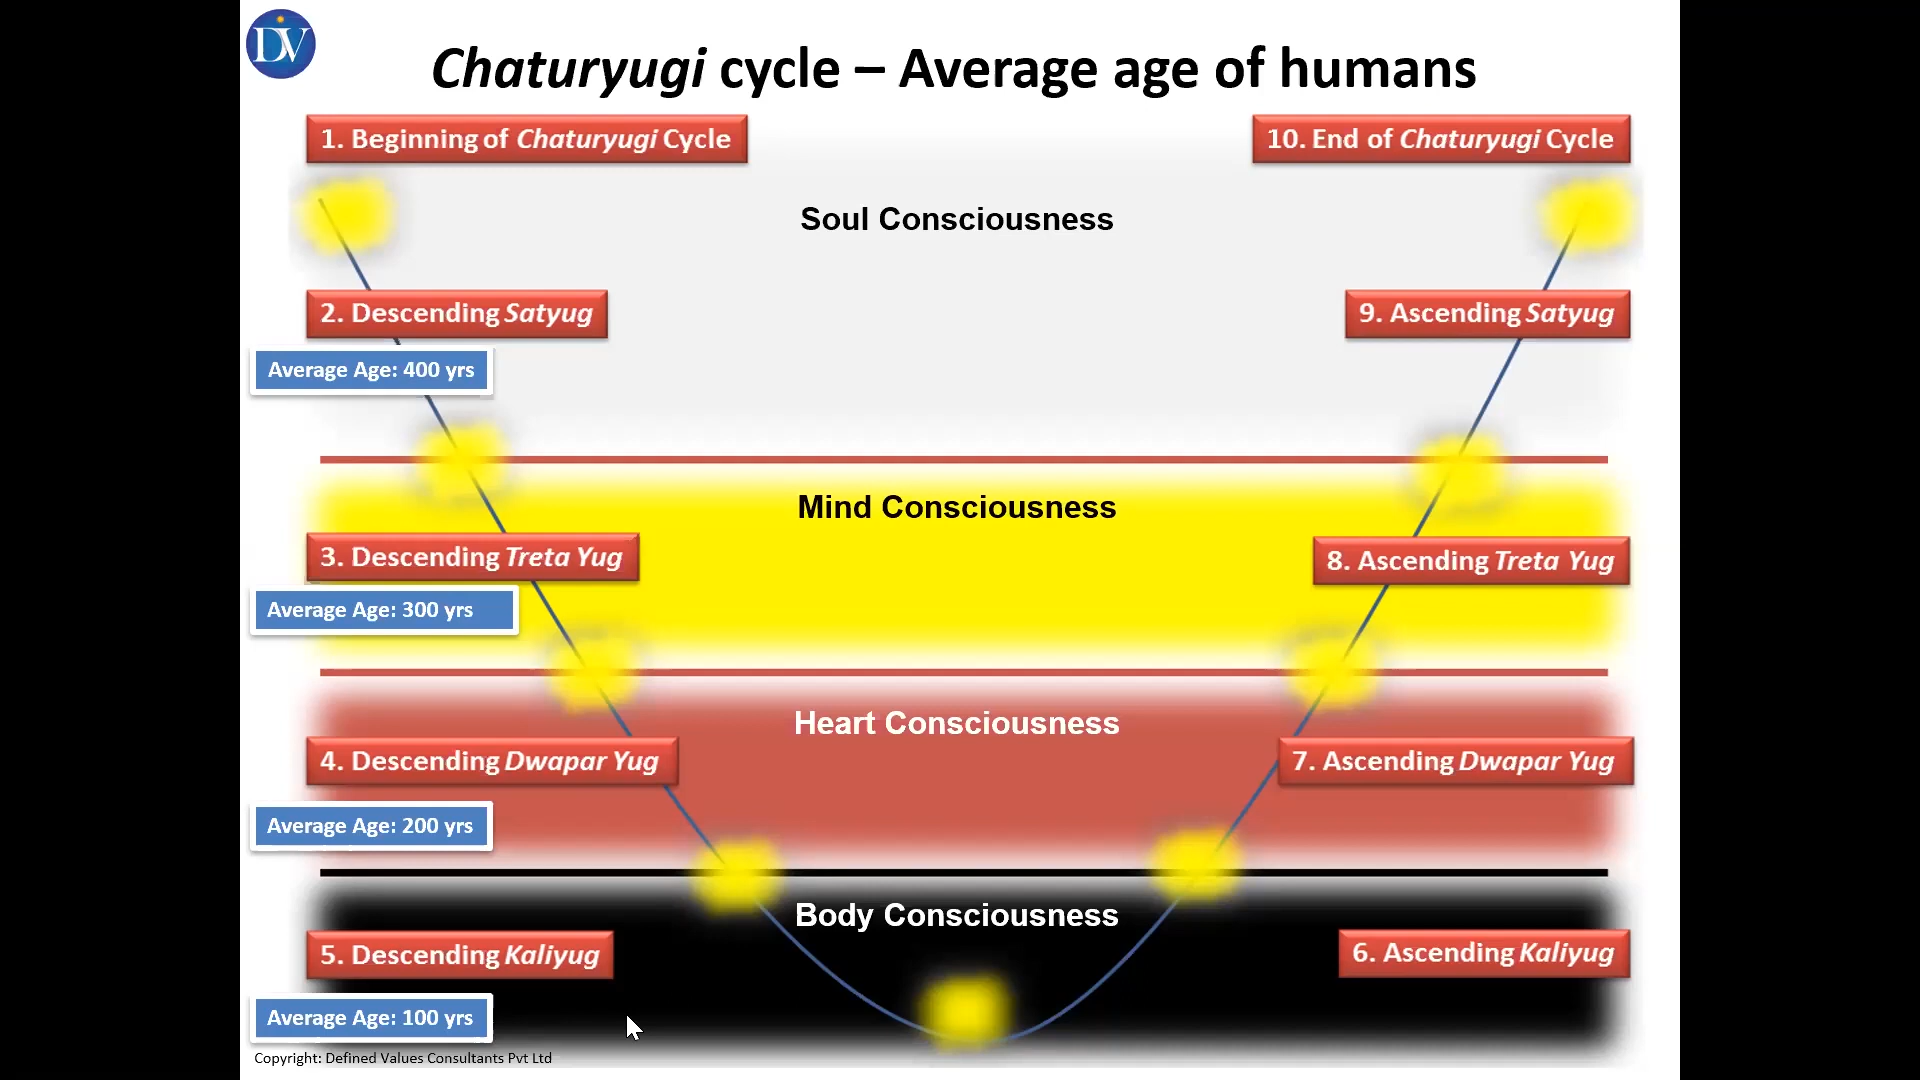 DV
Chaturyugi cycle – Average age of humans
1. Beginning of Chaturyugi Cycle
10. End of Chaturyugi Cycle
Soul Consciousness
2. Descending Satyug
9. Ascending Satyug
Average Age: 400 yrs
Mind Consciousness
3. Descending Treta Yug
8. Ascending Treta Yug
Average Age: 300 yrs
Heart Consciousness
4. Descending Dwapar Yug
7. Ascending Dwapar Yug
Average Age: 200 yrs
Body Consciousness
5. Descending Kaliyug
6. Ascending Kaliyug
Average Age: 100 yrs
Copyright: Defined Values Consultants Pvt Ltd